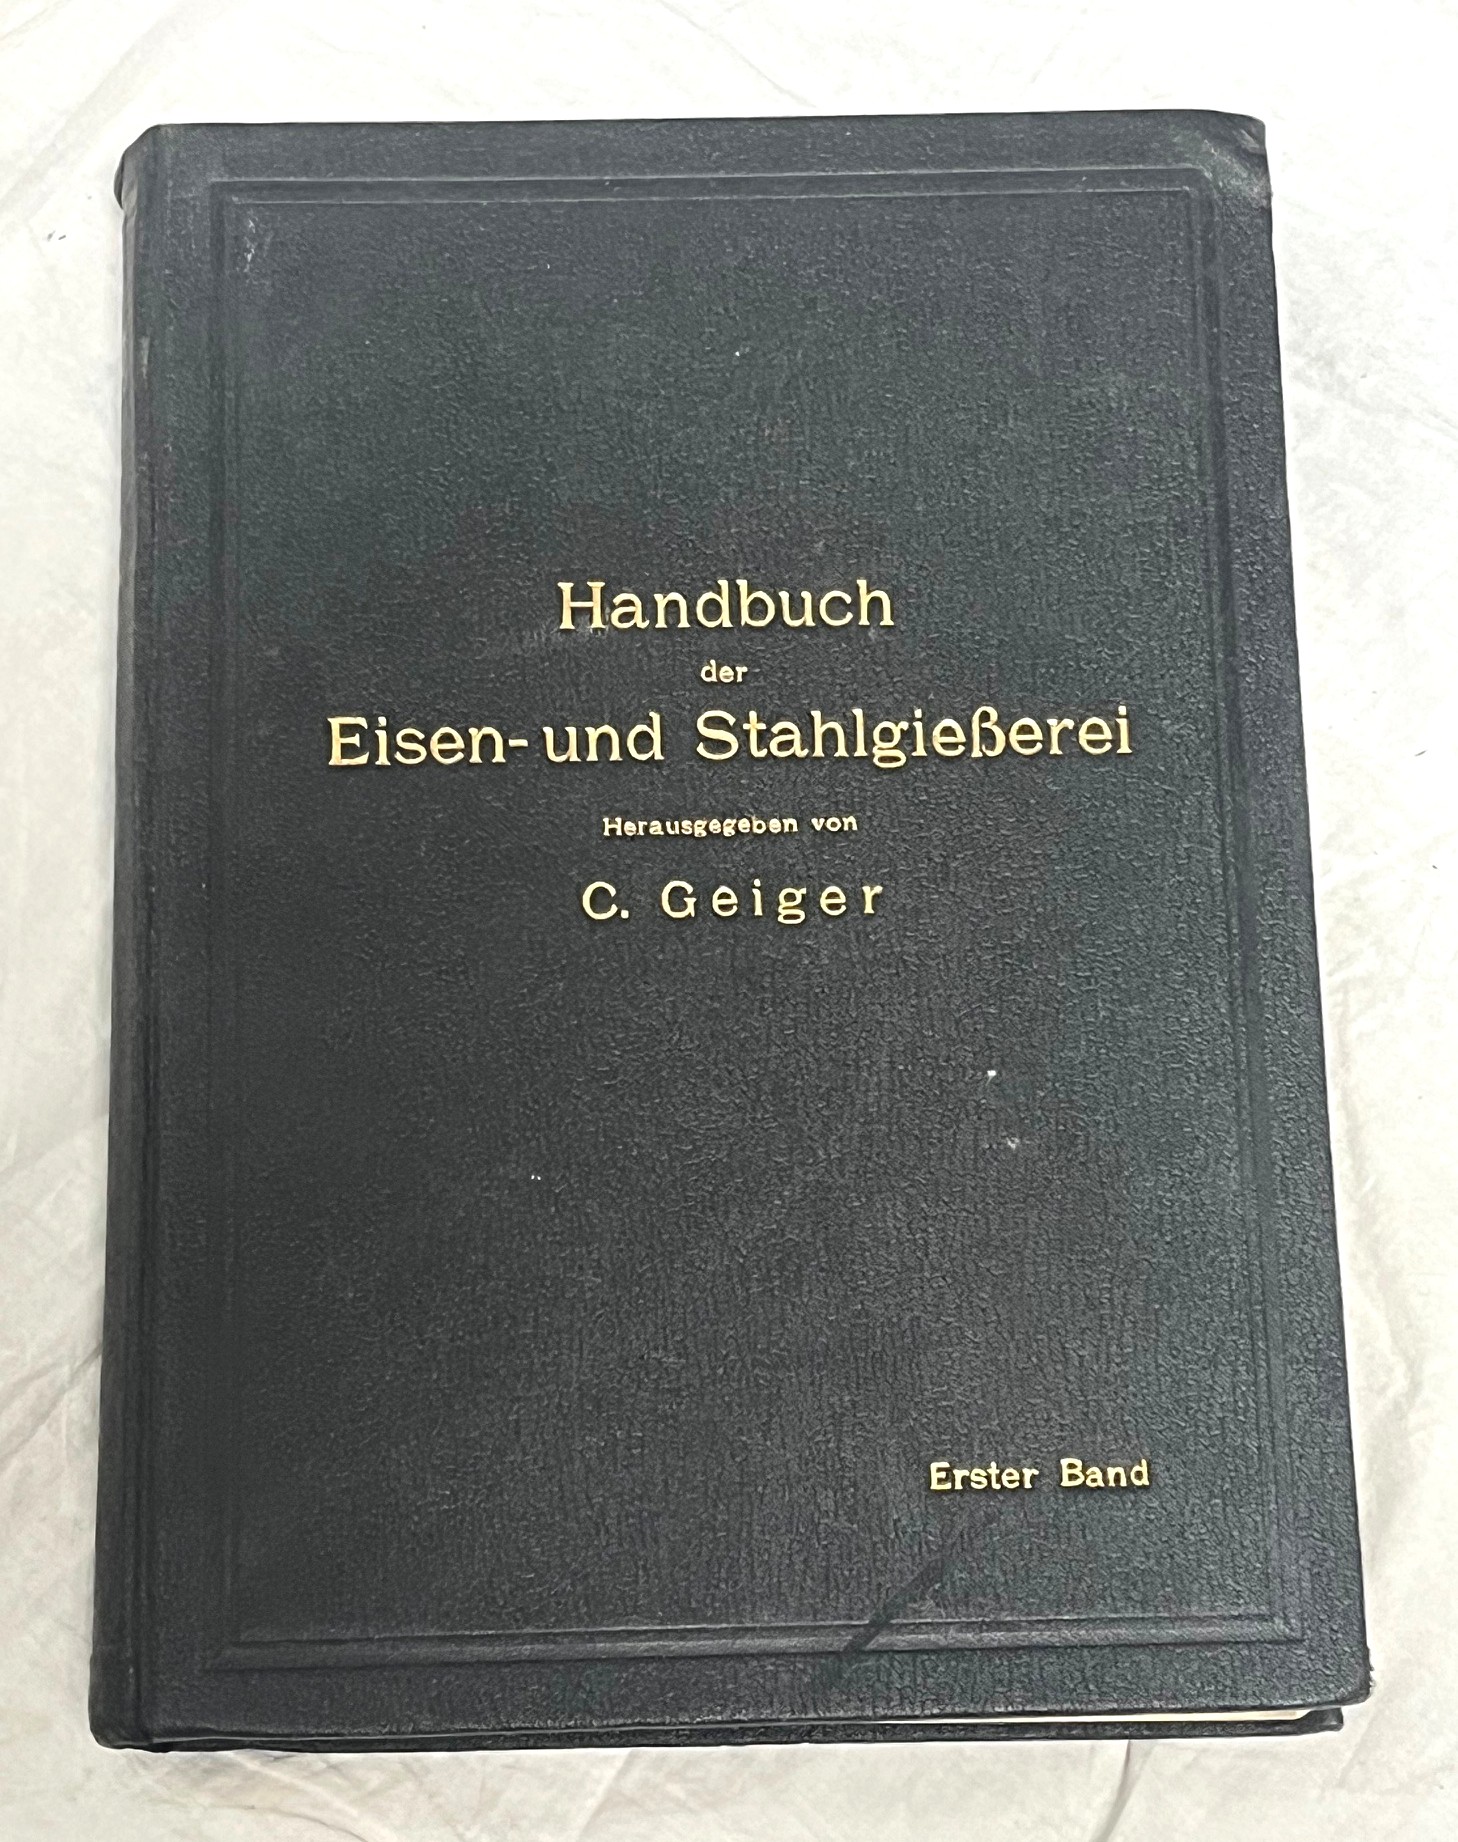 Handbuch
der
Eisen- und Stahlgießerei
Herausgegeben von
C. Geiger
Erster Band